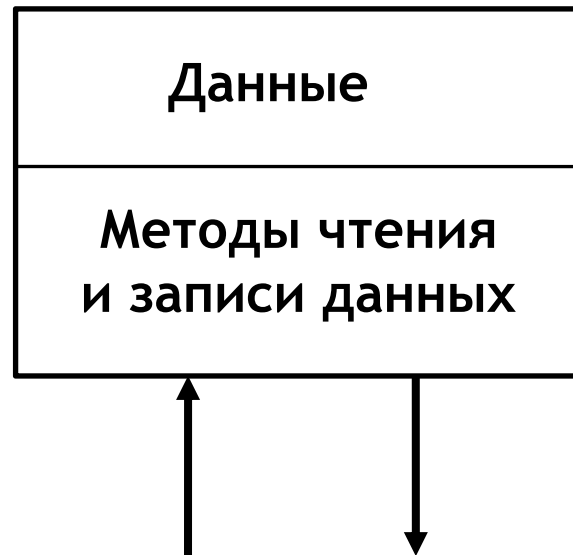 Данные
Методы чтения
и записи данных